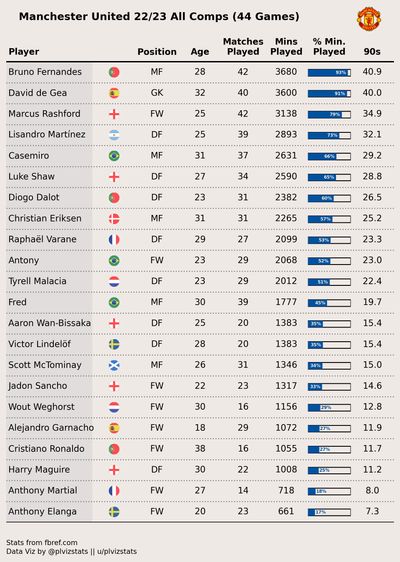 Manchester United 22/23 All Comps (44 Games)
Player Position Age Matches Played Mins Played % Min. Played 90s
Bruno Fernandes MF 28 42 3680 93% 40.9
David de Gea GK 32 40 3600 91% 40.0
Marcus Rashford FW 25 42 3138 79% 34.9
Lisandro Martínez DF 25 39 2893 73% 32.1
Casemiro MF 31 37 2631 66% 29.2
Luke Shaw DF 27 34 2590 65% 28.8
Diogo Dalot DF 23 31 2382 60% 26.5
Christian Eriksen MF 31 31 2265 57% 25.2
Raphaël Varane DF 29 27 2099 53% 23.3
Antony FW 23 29 2068 52% 23.0
Tyrell Malacia DF 23 29 2012 51% 22.4
Fred MF 30 39 1777 45% 19.7
Aaron Wan-Bissaka DF 25 20 1383 35% 15.4
Victor Lindelöf DF 28 20 1383 35% 15.4
Scott McTominay MF 26 31 1346 34% 15.0
Jadon Sancho FW 22 23 1317 33% 14.6
Wout Weghorst FW 30 16 1156 29% 12.8
Alejandro Garnacho FW 18 29 1072 27% 11.9
Cristiano Ronaldo FW 38 16 1055 27% 11.7
Harry Maguire DF 30 22 1008 25% 11.2
Anthony Martial FW 27 14 718 18% 8.0
Anthony Elanga FW 20 23 661 17% 7.3
Stats from fbref.com
Data Viz by @plvizstats || u/plvizstats